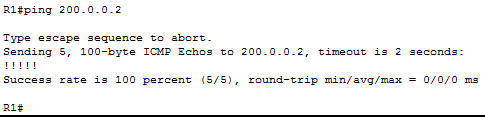 R1#ping 200.0.0.2
Type escape sequence to abort.
Sending 5, 100-byte ICMP Echos to 200.0.0.2, timeout is 2 seconds:
!!!!!
Success rate is 100 percent (5/5), round-trip min/avg/max = 0/0/0 ms
R1#